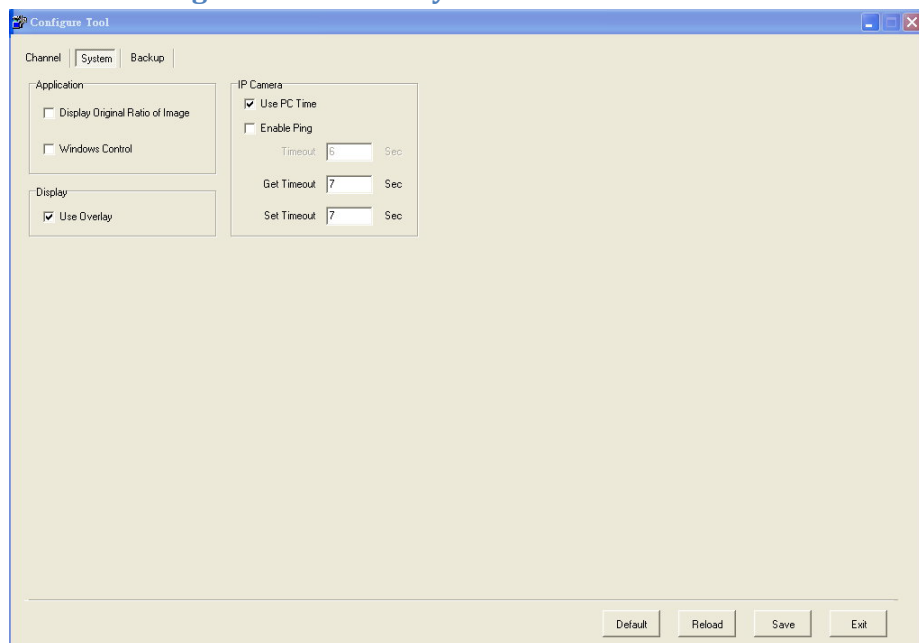 Configure Tool
Channel System Backup
Application
Display Original Ratio of Image
Windows Control
Display
Use Overlay
IP Camera
Use PC Time
Enable Ping
Timeout 6 Sec
Get Timeout 7 Sec
Set Timeout 7 Sec
Default Reload Save Exit